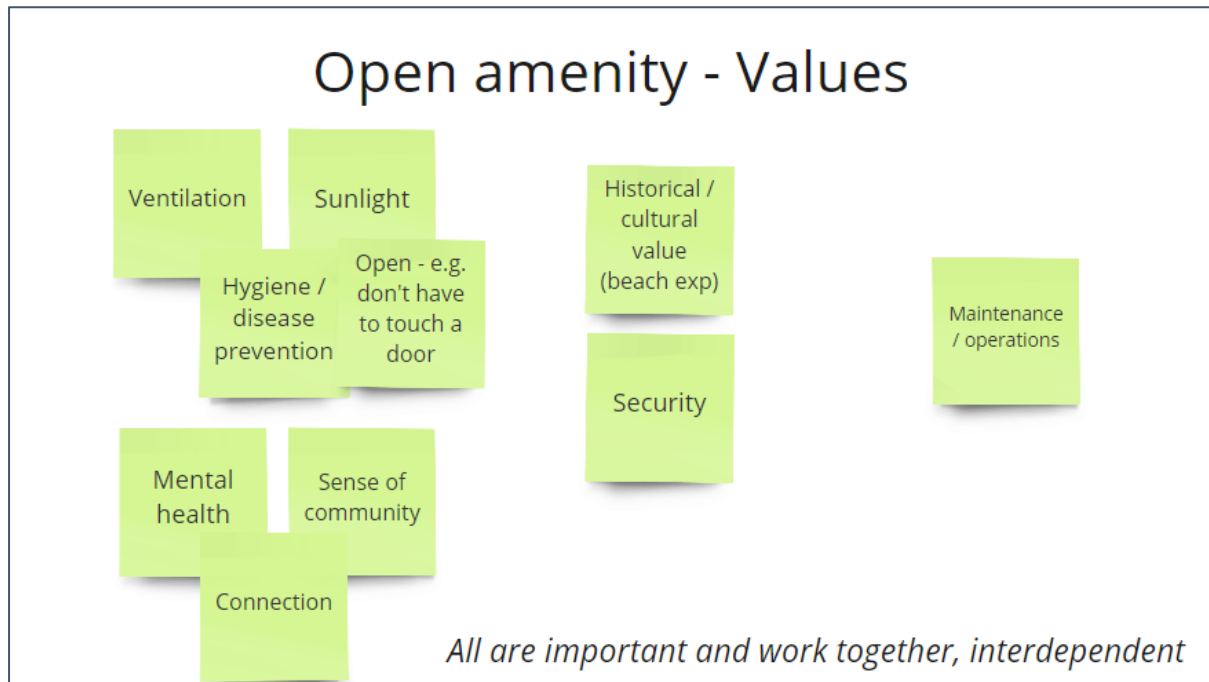 Open amenity - Values
Ventilation
Sunlight
Hygiene /
disease
prevention
Open - e.g.
don't have
to touch a
door
Mental
health
Sense of
community
Connection
Historical /
cultural
value
(beach exp)
Security
Maintenance
/ operations
All are important and work together, interdependent